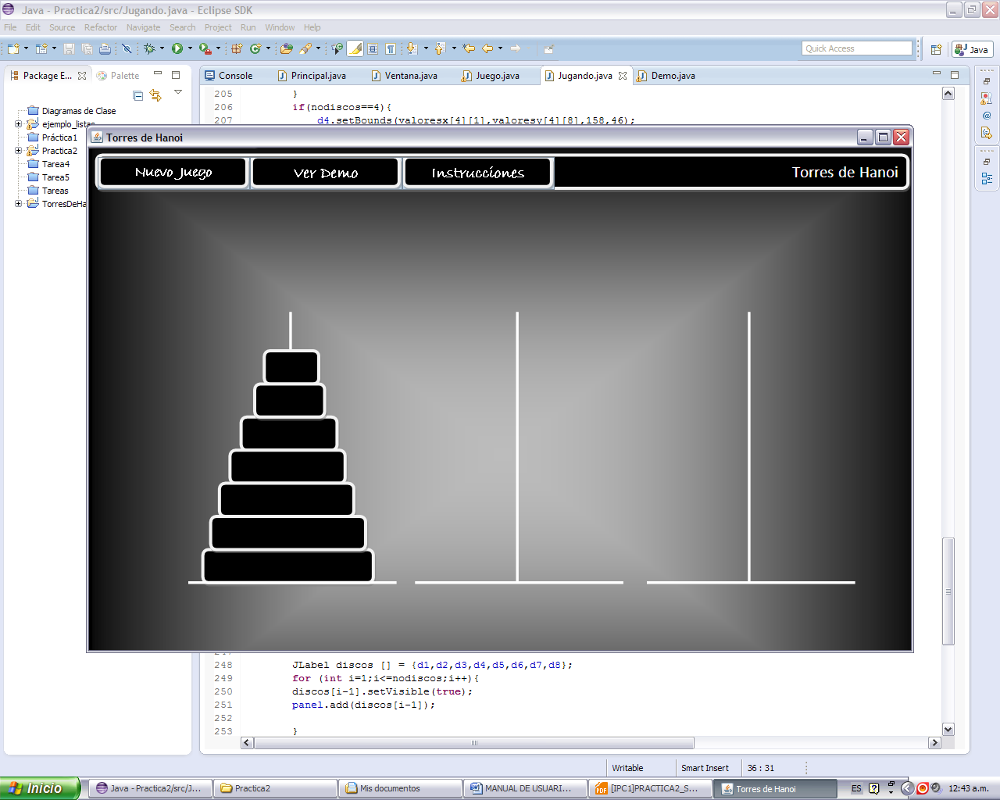 Java - Practica2/src/Jugando.java - Eclipse SDK
File Edit Source Refactor Navigate Search Project Run Window Help
Quick Access
Java
Package E...
Palette
Console
Principal.java
Ventana.java
Juego.java
Jugando.java
Demo.java
Diagramas de Clase
ejemplo_listas
Práctica1
Practica2
Tarea4
Tarea5
Tareas
TorresDeHa
205 }
206 if(nodiscos==4){
207 d4.setBounds(valoresx[4][1],valoresy[4][8],158,46);
Torres de Hanoi
Nuevo Juego
Ver Demo
Instrucciones
Torres de Hanoi
248 JLabel discos [] = {d1,d2,d3,d4,d5,d6,d7,d8};
249 for (int i=1;i<=nodiscos;i++){
250 discos[i-1].setVisible(true);
251 panel.add(discos[i-1]);
252
253 }
Writable
Smart Insert
36 : 31
Inicio
Java - Practica2/src/J...
Practica2
Mis documentos
MANUAL DE USUARI...
[IPC1]PRACTICA2_S...
Torres de Hanoi
ES
12:43 a.m.